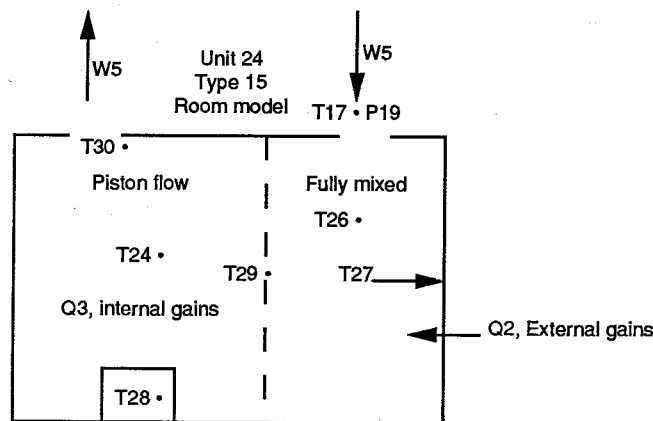 W5
Unit 24
Type 15
Room model
W5
T17 • P19
T30
Piston flow
Fully mixed
T26
T24
T29
T27
Q3, internal gains
Q2, External gains
T28